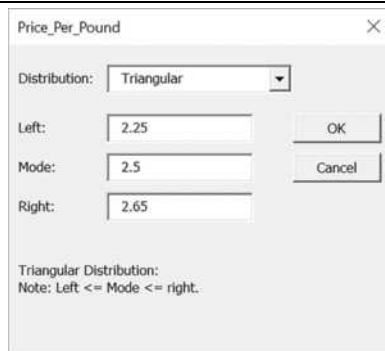 Price_Per_Pound
Distribution: Triangular
Left: 2.25 OK
Mode: 2.5 Cancel
Right: 2.65
Triangular Distribution:
Note: Left <= Mode <= right.